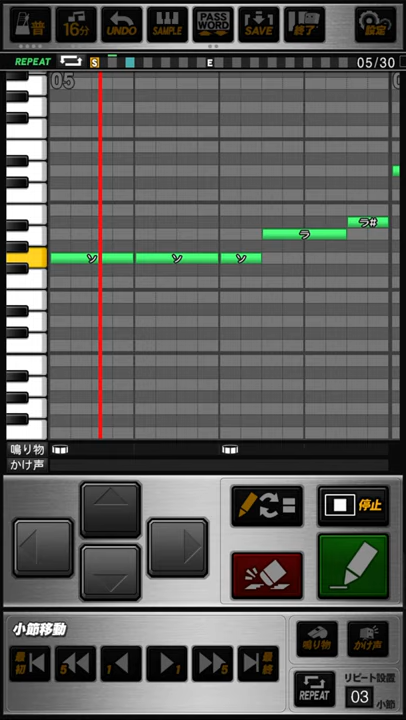 普 16分 UNDO SAMPLE PASS WORD SAVE 終了 設定
REPEAT S E 05/30
05
ラ#
ラ
ソ ソ ソ
鳴り物
かけ声
停止
小節移動
鳴り物 かけ声
最初 5 1 1 5 最終
リピート設置
REPEAT 03 小節